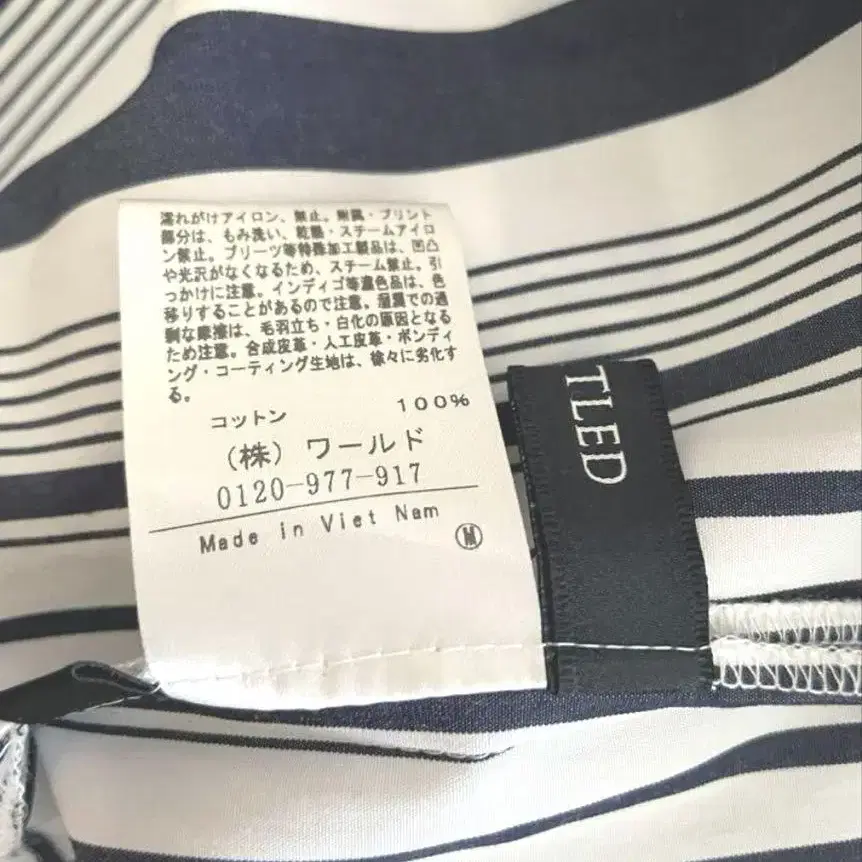 濡れがけアイロン、禁止。刺繍・プリント
部分は、もみ洗い、乾燥・スチームアイロ
ン禁止。プリーツ等特殊加工製品は、凹凸
や光沢がなくなるため、スチーム禁止。引
っかけに注意。インディゴ等濃色品は、色
移りすることがあるので注意。湿潤での過
剰な摩擦は、毛羽立ち・白化の原因となる
ため注意。合成皮革・人工皮革・ボンディ
ング・コーティング生地は、徐々に劣化す
る。
コットン 100%
(株) ワールド
0120-977-917
Made in Viet Nam
M
TLED